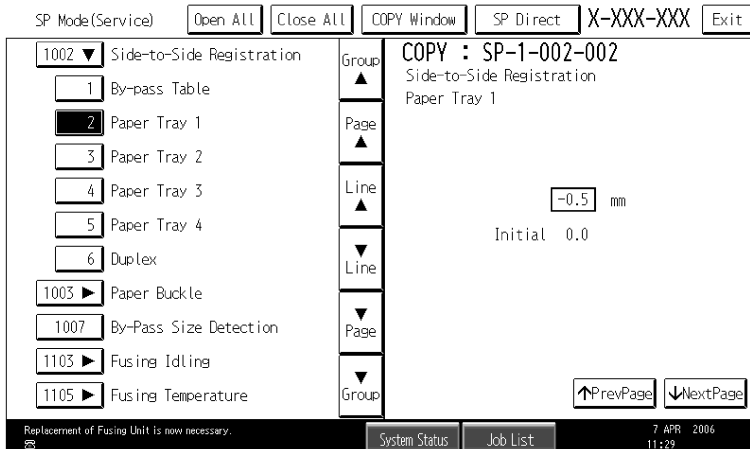 SP Mode(Service) Open All Close All COPY Window SP Direct X-XXX-XXX Exit
1002 ▼ Side-to-Side Registration
1 By-pass Table
2 Paper Tray 1
3 Paper Tray 2
4 Paper Tray 3
5 Paper Tray 4
6 Duplex
1003 ► Paper Buckle
1007 By-Pass Size Detection
1103 ► Fusing Idling
1105 ► Fusing Temperature
Group
▲
Page
▲
Line
▲
▼
Line
▼
Page
▼
Group
COPY : SP-1-002-002
Side-to-Side Registration
Paper Tray 1
-0.5 mm
Initial 0.0
↑PrevPage ↓NextPage
Replacement of Fusing Unit is now necessary.
System Status Job List
7 APR 2006
11:29